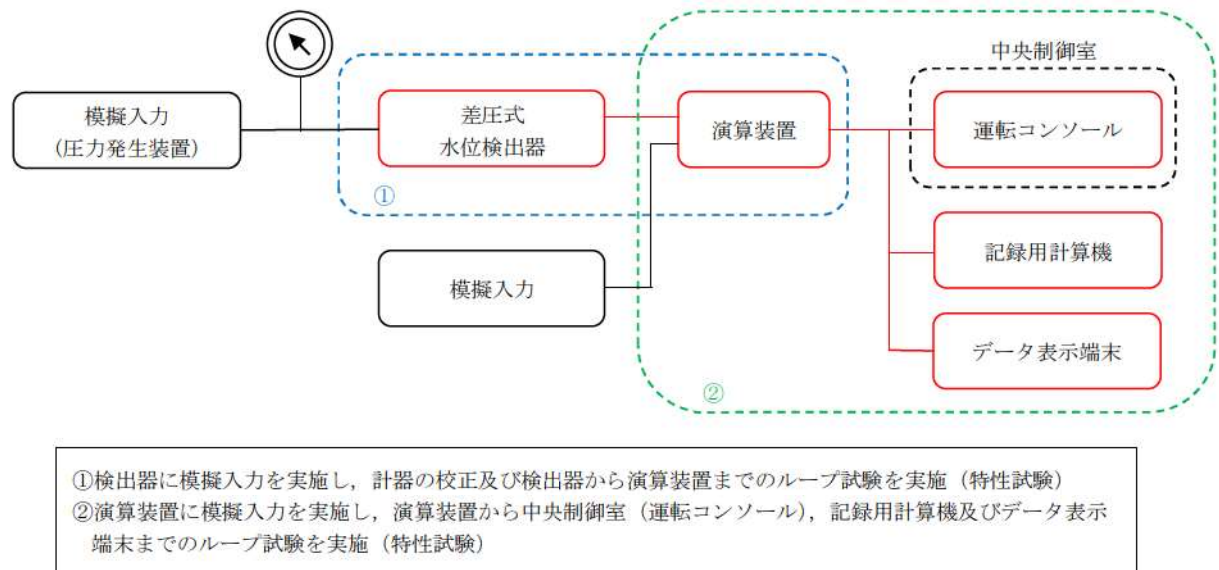 中央制御室
模擬入力
(圧力発生装置)
差圧式
水位検出器
演算装置
運転コンソール
①
模擬入力
記録用計算機
データ表示端末
②
①検出器に模擬入力を実施し，計器の校正及び検出器から演算装置までのループ試験を実施（特性試験）
②演算装置に模擬入力を実施し，演算装置から中央制御室（運転コンソール），記録用計算機及びデータ表示
端末までのループ試験を実施（特性試験）